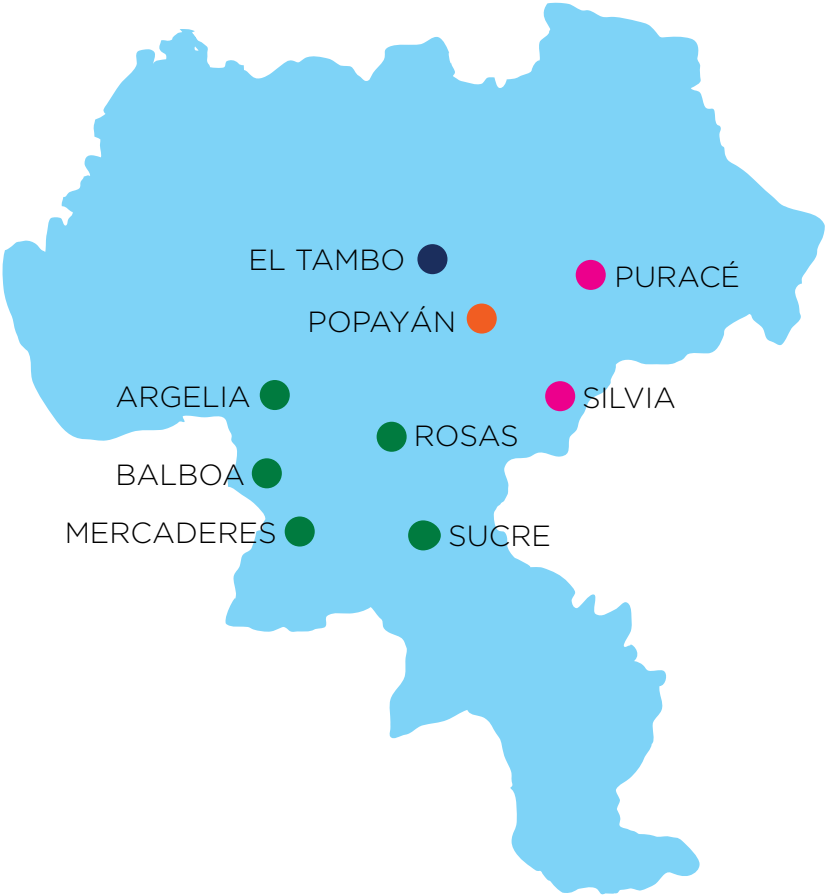 EL TAMBO
PURACÉ
POPAYÁN
ARGELIA
SILVIA
ROSAS
BALBOA
MERCADERES
SUCRE